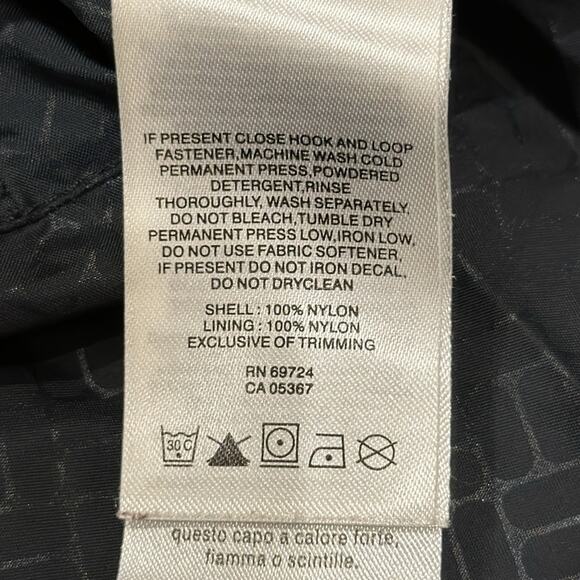 IF PRESENT CLOSE HOOK AND LOOP
FASTENER,MACHINE WASH COLD
PERMANENT PRESS,POWDERED
DETERGENT,RINSE
THOROUGHLY, WASH SEPARATELY,
DO NOT BLEACH,TUMBLE DRY
PERMANENT PRESS LOW,IRON LOW,
DO NOT USE FABRIC SOFTENER,
IF PRESENT DO NOT IRON DECAL,
DO NOT DRYCLEAN
SHELL : 100% NYLON
LINING : 100% NYLON
EXCLUSIVE OF TRIMMING
RN 69724
CA 05367
30 C
questo capo a calore forte,
fiamma o scintille.